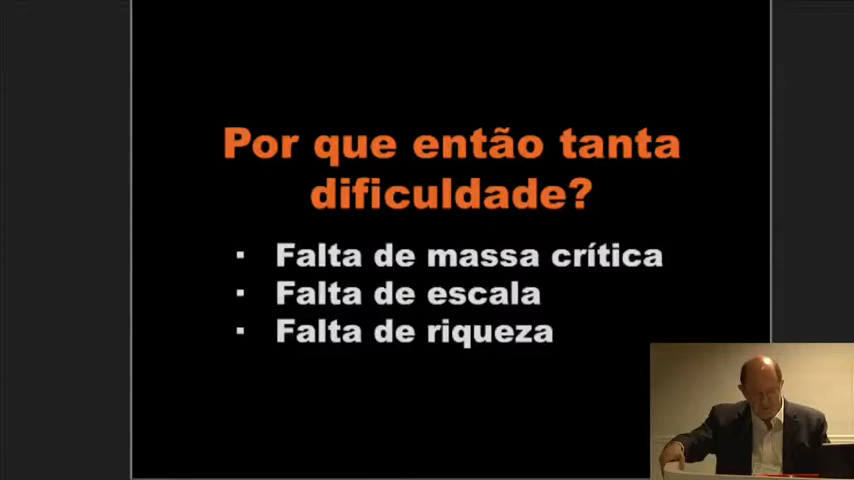 Por que então tanta
dificuldade?
▪ Falta de massa crítica
▪ Falta de escala
▪ Falta de riqueza